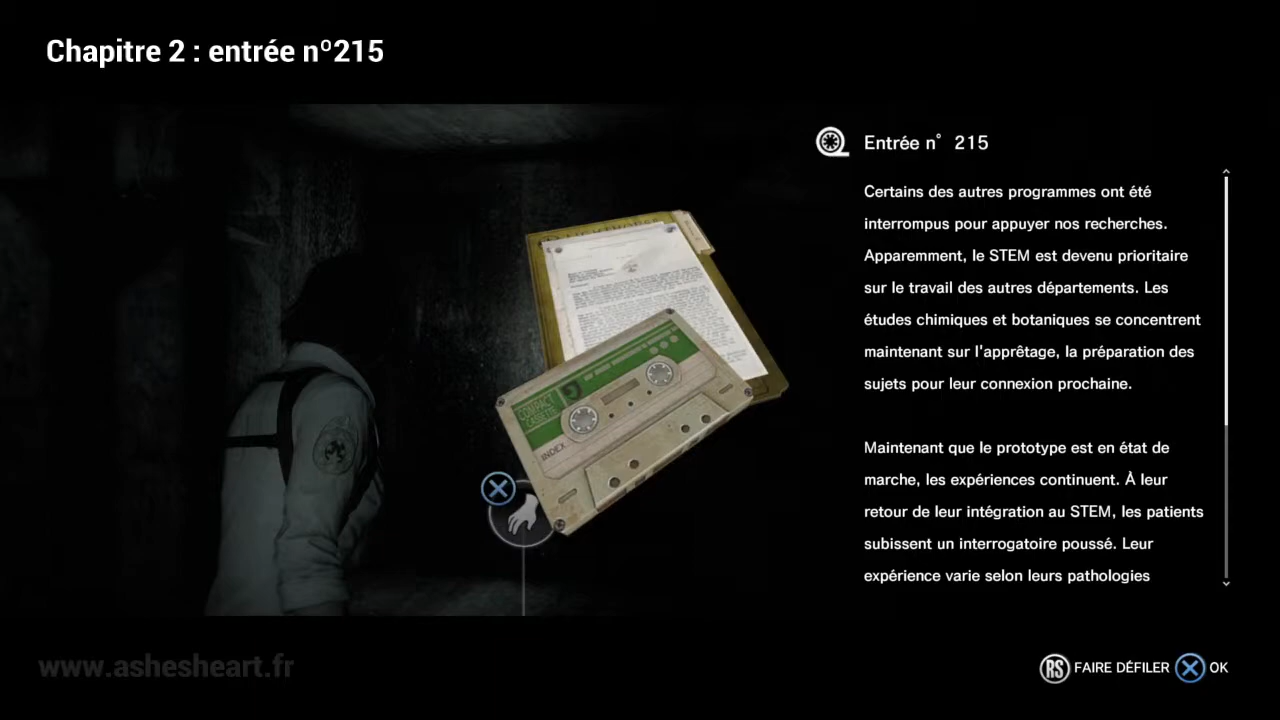 Chapitre 2 : entrée nº215
Entrée n° 215
Certains des autres programmes ont été
interrompus pour appuyer nos recherches.
Apparemment, le STEM est devenu prioritaire
sur le travail des autres départements. Les
études chimiques et botaniques se concentrent
maintenant sur l'apprêtage, la préparation des
sujets pour leur connexion prochaine.
Maintenant que le prototype est en état de
marche, les expériences continuent. À leur
retour de leur intégration au STEM, les patients
subissent un interrogatoire poussé. Leur
expérience varie selon leurs pathologies
COMPACT
CASSETTE
INDEX
www.ashesheart.fr
RS FAIRE DÉFILER OK